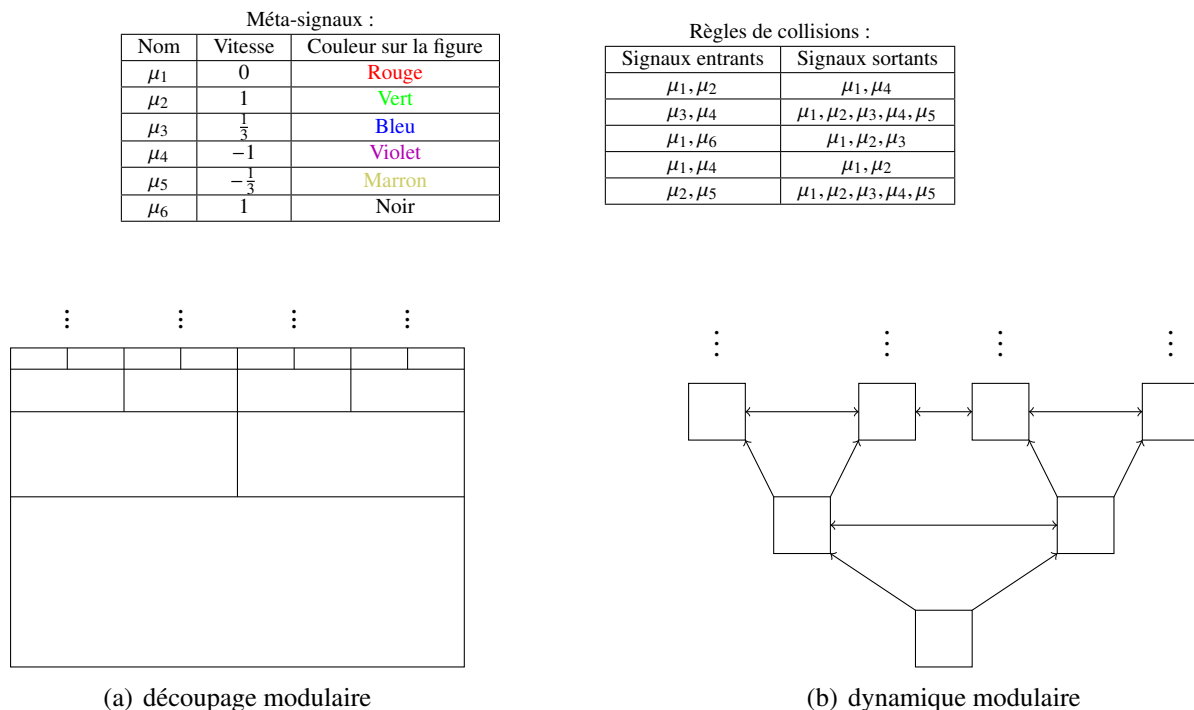 Méta-signaux :
Nom Vitesse Couleur sur la figure
μ1 0 Rouge
μ2 1 Vert
μ3 1/3 Bleu
μ4 −1 Violet
μ5 −1/3 Marron
μ6 1 Noir
Règles de collisions :
Signaux entrants Signaux sortants
μ1, μ2 μ1, μ4
μ3, μ4 μ1, μ2, μ3, μ4, μ5
μ1, μ6 μ1, μ2, μ3
μ1, μ4 μ1, μ2
μ2, μ5 μ1, μ2, μ3, μ4, μ5
(a) découpage modulaire
(b) dynamique modulaire